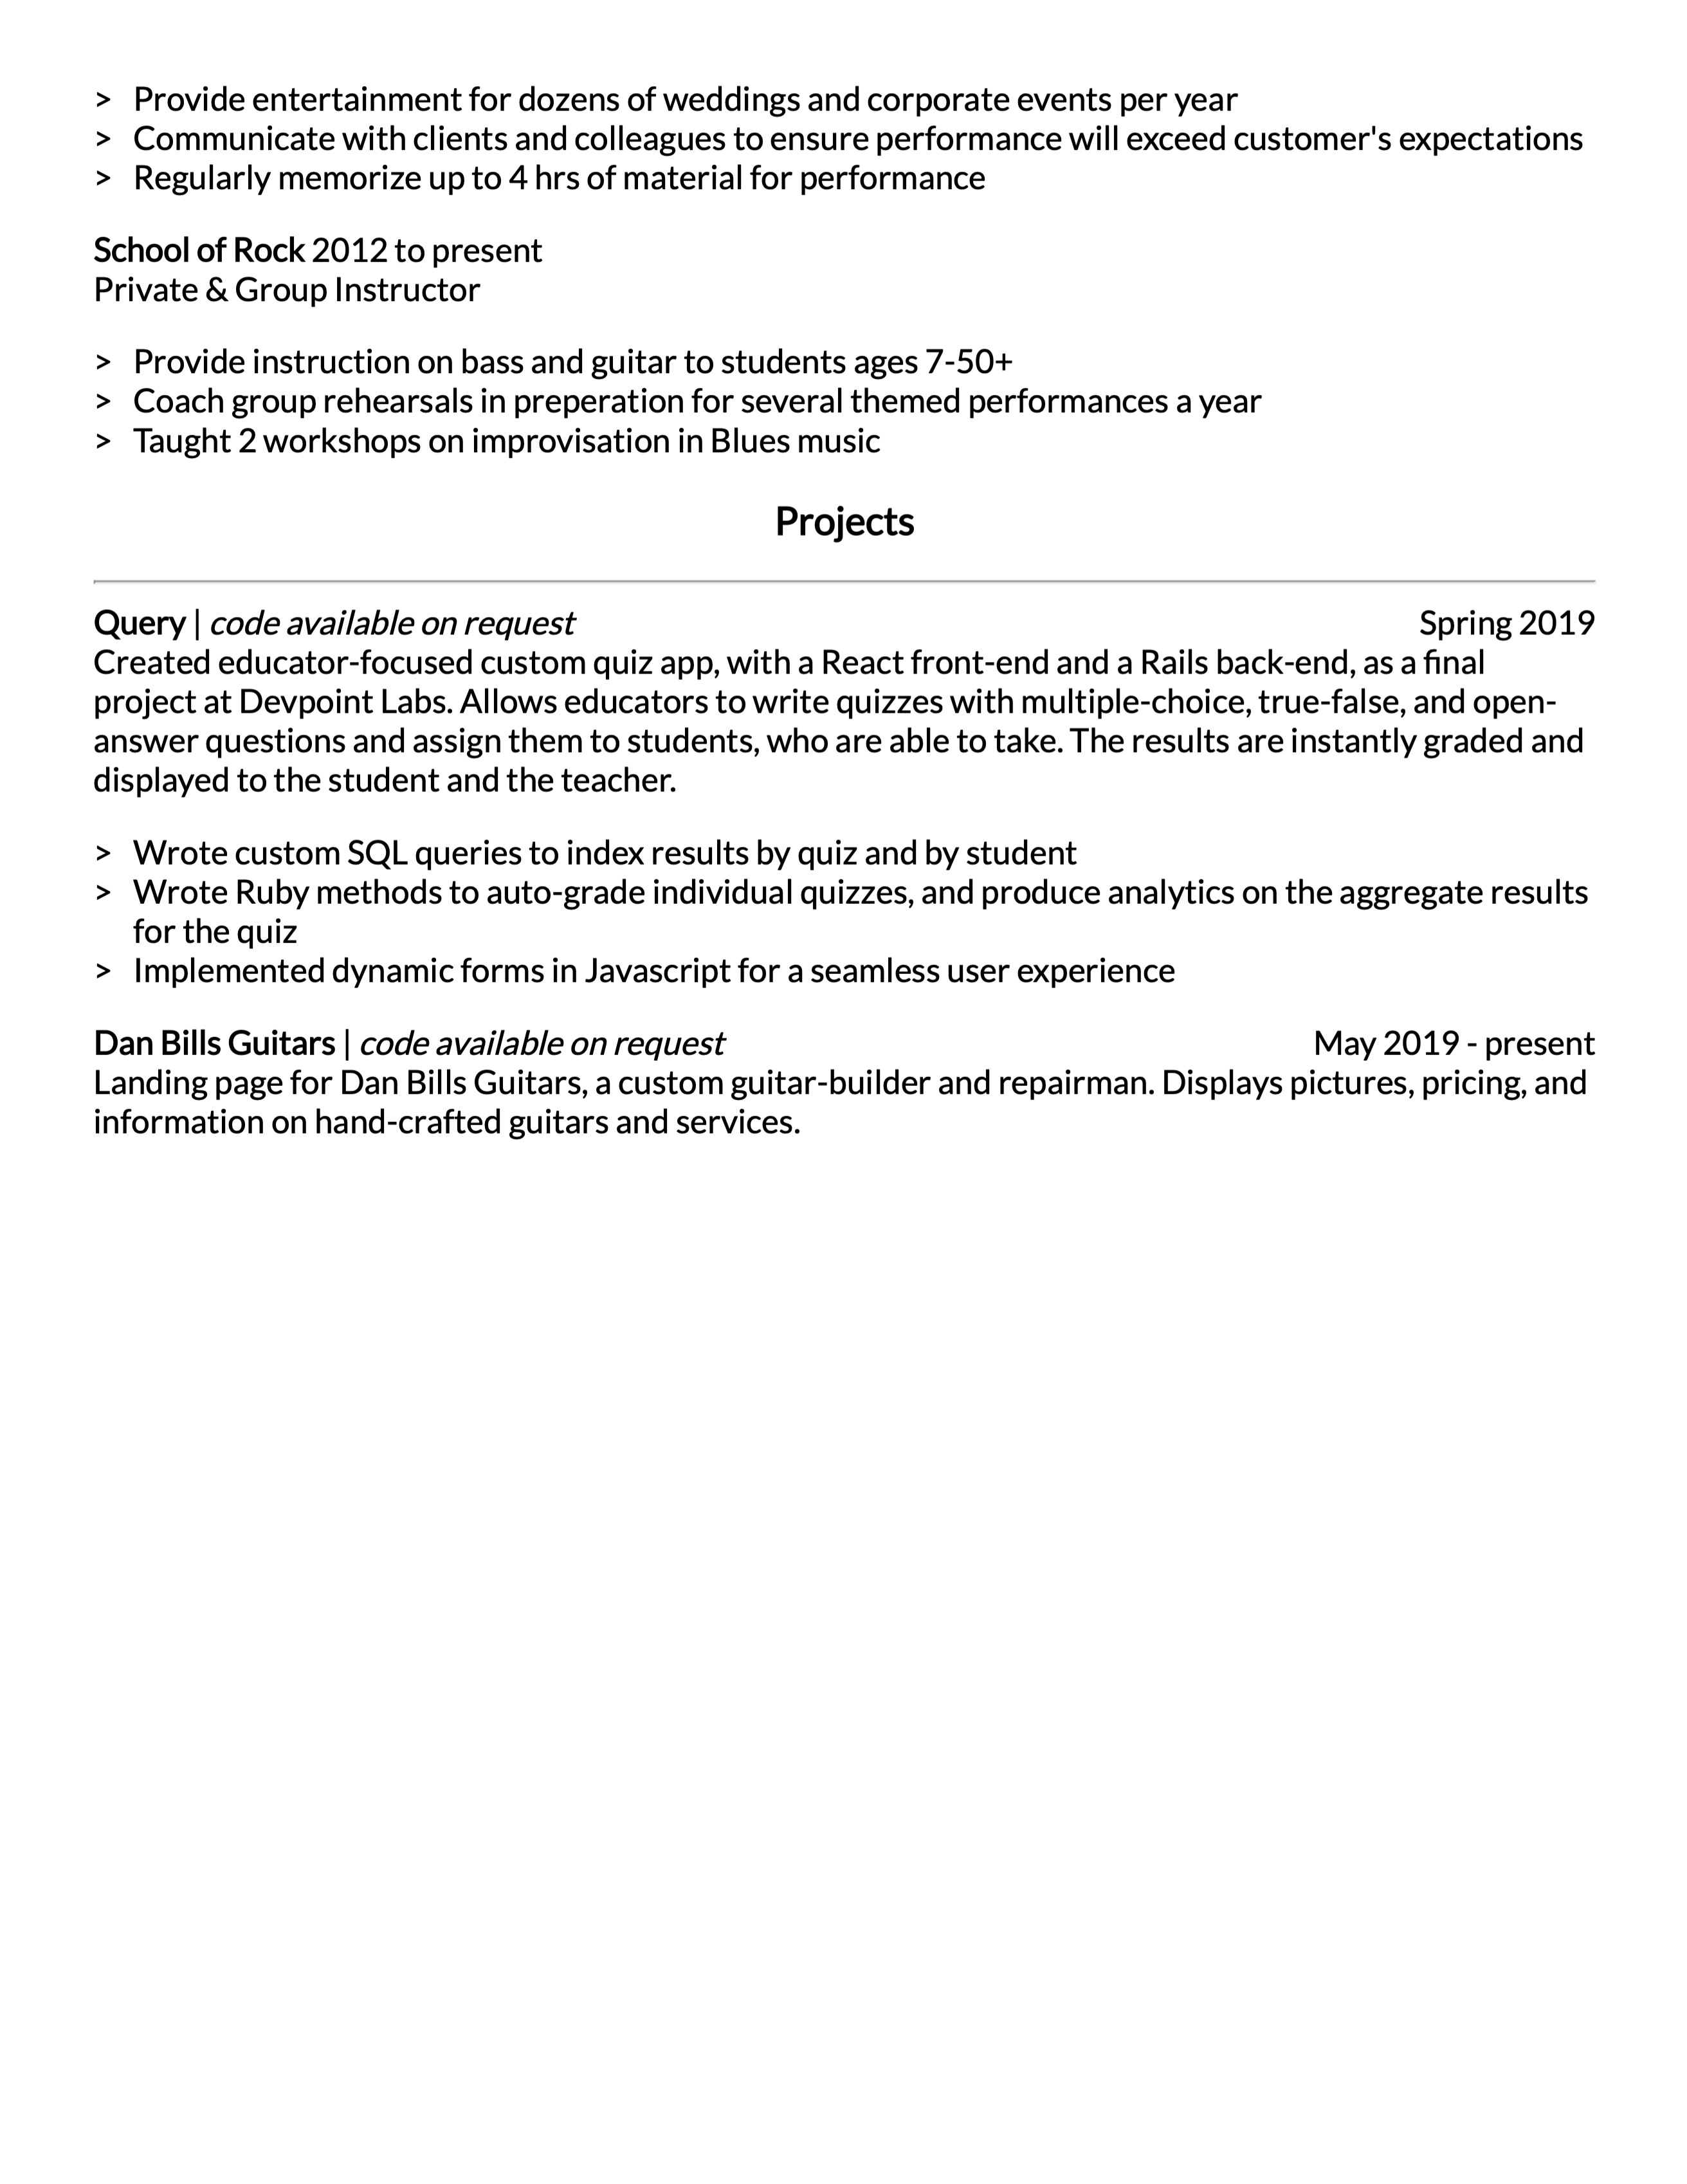 > Provide entertainment for dozens of weddings and corporate events per year
> Communicate with clients and colleagues to ensure performance will exceed customer's expectations
> Regularly memorize up to 4 hrs of material for performance
School of Rock 2012 to present
Private & Group Instructor
> Provide instruction on bass and guitar to students ages 7-50+
> Coach group rehearsals in preperation for several themed performances a year
> Taught 2 workshops on improvisation in Blues music
Projects
Query | code available on request Spring 2019
Created educator-focused custom quiz app, with a React front-end and a Rails back-end, as a final
project at Devpoint Labs. Allows educators to write quizzes with multiple-choice, true-false, and open-
answer questions and assign them to students, who are able to take. The results are instantly graded and
displayed to the student and the teacher.
> Wrote custom SQL queries to index results by quiz and by student
> Wrote Ruby methods to auto-grade individual quizzes, and produce analytics on the aggregate results
for the quiz
> Implemented dynamic forms in Javascript for a seamless user experience
Dan Bills Guitars | code available on request May 2019 - present
Landing page for Dan Bills Guitars, a custom guitar-builder and repairman. Displays pictures, pricing, and
information on hand-crafted guitars and services.